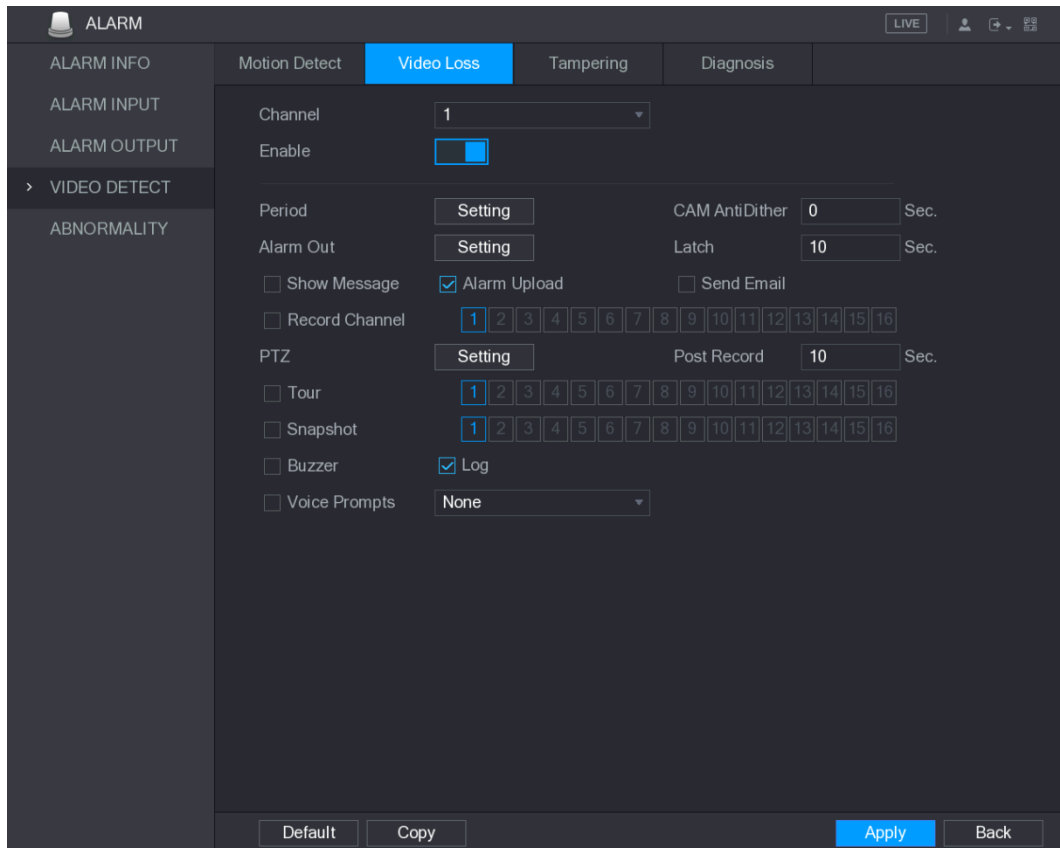 ALARM LIVE
ALARM INFO
ALARM INPUT
ALARM OUTPUT
> VIDEO DETECT
ABNORMALITY
Motion Detect Video Loss Tampering Diagnosis
Channel 1
Enable
Period Setting CAM AntiDither 0 Sec.
Alarm Out Setting Latch 10 Sec.
Show Message Alarm Upload Send Email
Record Channel 1 2 3 4 5 6 7 8 9 10 11 12 13 14 15 16
PTZ Setting Post Record 10 Sec.
Tour 1 2 3 4 5 6 7 8 9 10 11 12 13 14 15 16
Snapshot 1 2 3 4 5 6 7 8 9 10 11 12 13 14 15 16
Buzzer Log
Voice Prompts None
Default Copy Apply Back